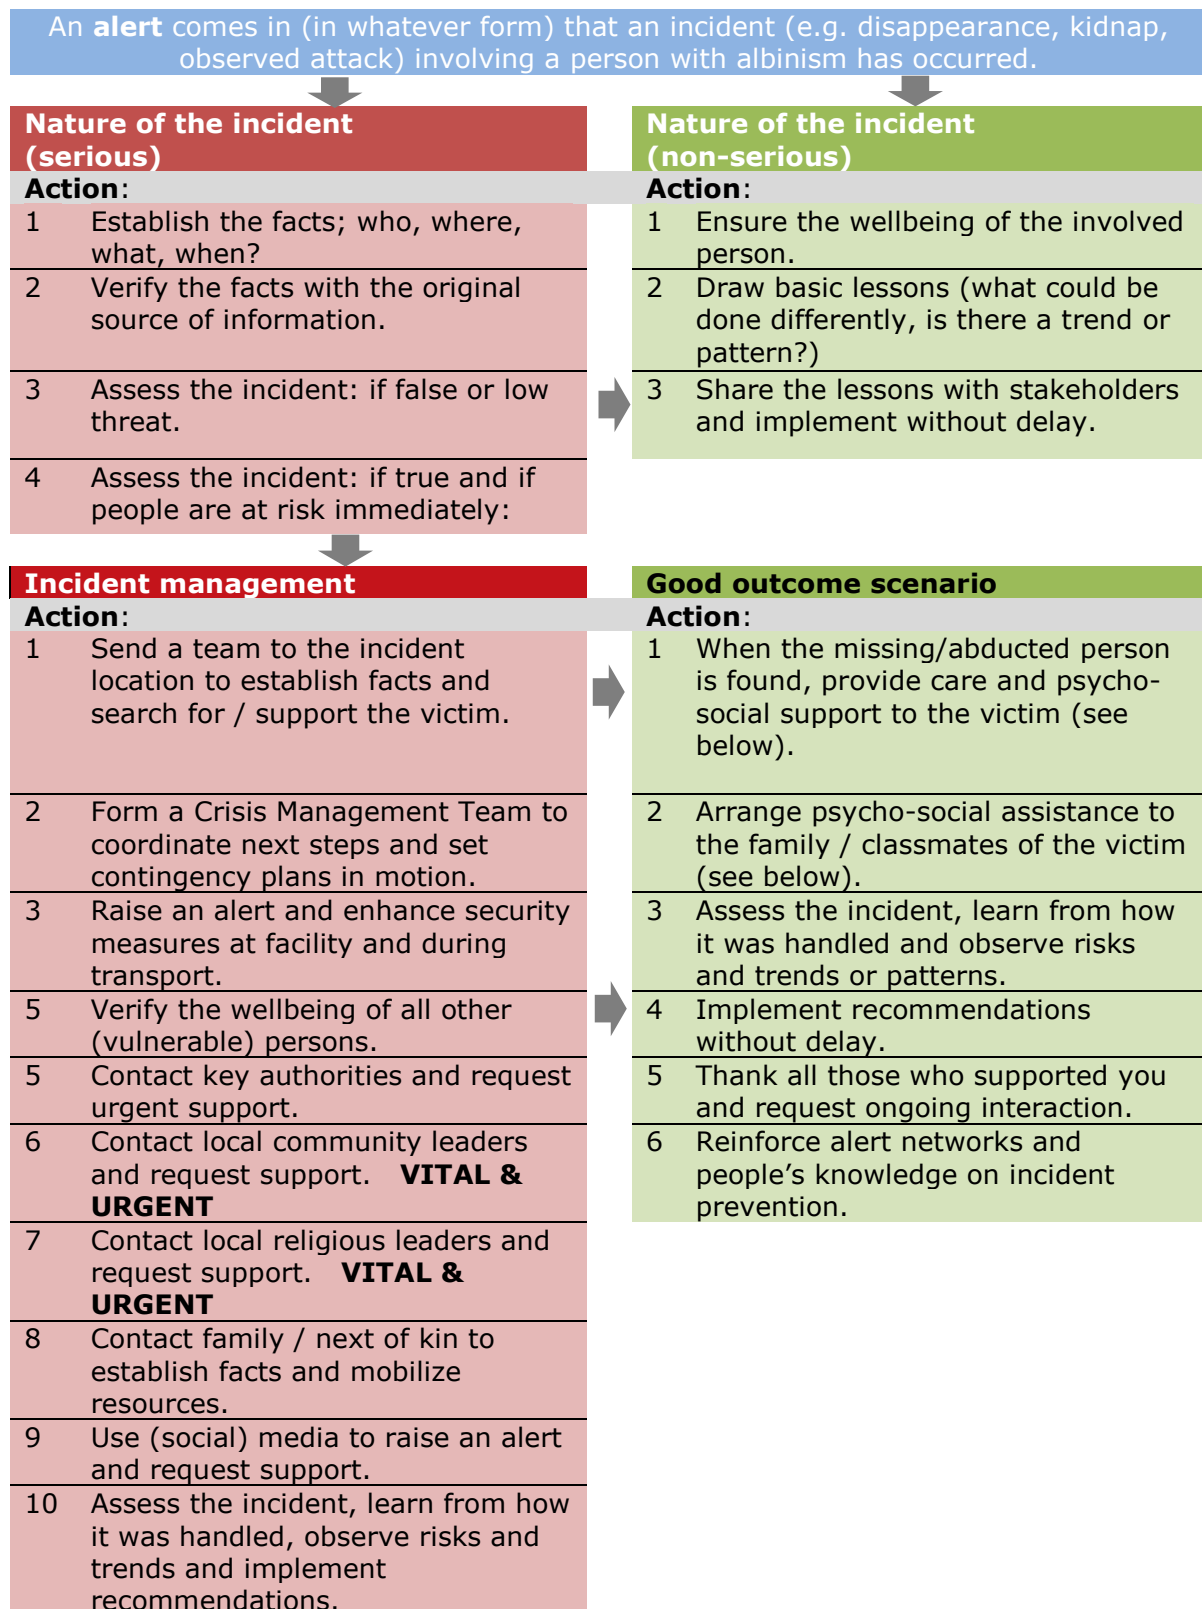 An alert comes in (in whatever form) that an incident (e.g. disappearance, kidnap,
observed attack) involving a person with albinism has occurred.
Nature of the incident
(serious)
Action:
1 Establish the facts; who, where,
what, when?
2 Verify the facts with the original
source of information.
3 Assess the incident: if false or low
threat.
4 Assess the incident: if true and if
people are at risk immediately:
Nature of the incident
(non-serious)
Action:
1 Ensure the wellbeing of the involved
person.
2 Draw basic lessons (what could be
done differently, is there a trend or
pattern?)
3 Share the lessons with stakeholders
and implement without delay.
Incident management
Action:
1 Send a team to the incident
location to establish facts and
search for / support the victim.
2 Form a Crisis Management Team to
coordinate next steps and set
contingency plans in motion.
3 Raise an alert and enhance security
measures at facility and during
transport.
5 Verify the wellbeing of all other
(vulnerable) persons.
5 Contact key authorities and request
urgent support.
6 Contact local community leaders
and request support. VITAL &
URGENT
7 Contact local religious leaders and
request support. VITAL &
URGENT
8 Contact family / next of kin to
establish facts and mobilize
resources.
9 Use (social) media to raise an alert
and request support.
10 Assess the incident, learn from how
it was handled, observe risks and
trends and implement
recommendations.
Good outcome scenario
Action:
1 When the missing/abducted person
is found, provide care and psycho-
social support to the victim (see
below).
2 Arrange psycho-social assistance to
the family / classmates of the victim
(see below).
3 Assess the incident, learn from how
it was handled and observe risks
and trends or patterns.
4 Implement recommendations
without delay.
5 Thank all those who supported you
and request ongoing interaction.
6 Reinforce alert networks and
people’s knowledge on incident
prevention.